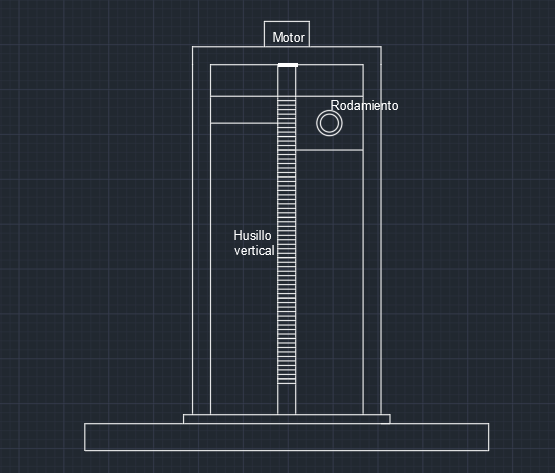 Motor
Rodamiento
Husillo
vertical